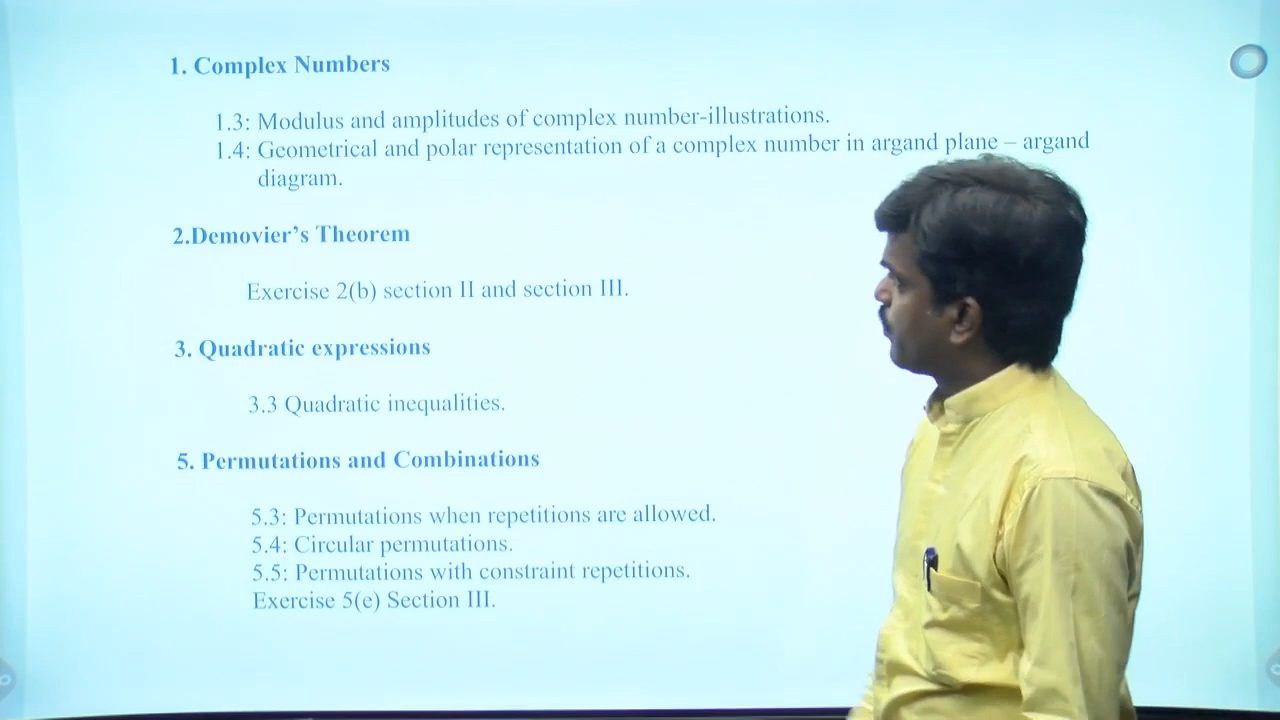 1. Complex Numbers
1.3: Modulus and amplitudes of complex number-illustrations.
1.4: Geometrical and polar representation of a complex number in argand plane – argand
diagram.
2.Demovier's Theorem
Exercise 2(b) section II and section III.
3. Quadratic expressions
3.3 Quadratic inequalities.
5. Permutations and Combinations
5.3: Permutations when repetitions are allowed.
5.4: Circular permutations.
5.5: Permutations with constraint repetitions.
Exercise 5(e) Section III.